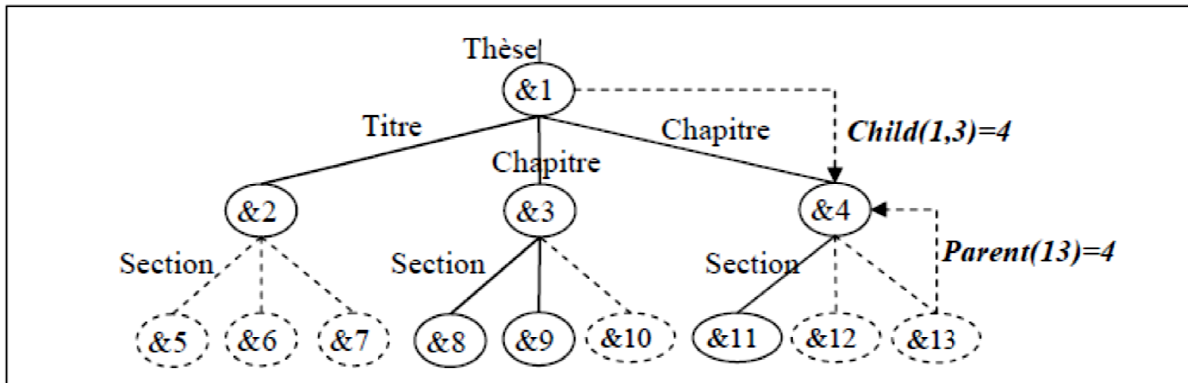 Thèse
&1
Titre
Chapitre
Chapitre
Child(1,3)=4
&2
&3
&4
Section
Section
Section
Parent(13)=4
&5
&6
&7
&8
&9
&10
&11
&12
&13